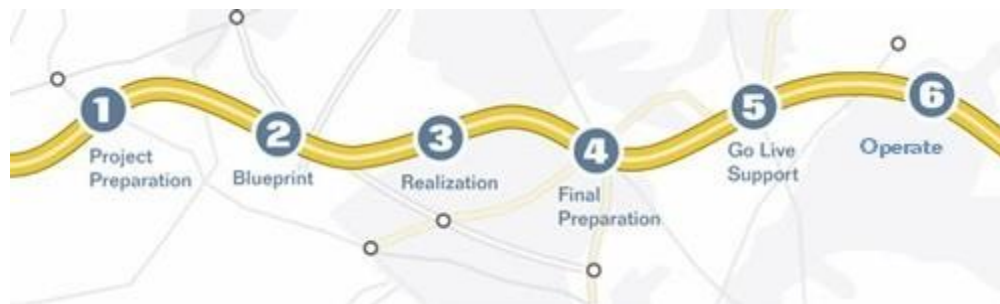 1
Project
Preparation
2
Blueprint
3
Realization
4
Final
Preparation
5
Go Live
Support
6
Operate